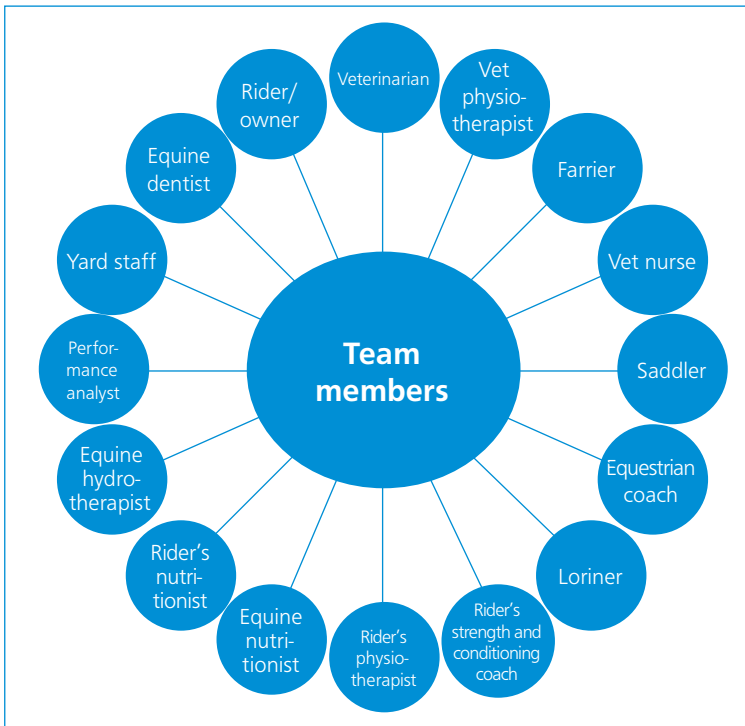 Team
members
Veterinarian
Vet
physio-
therapist
Farrier
Vet nurse
Saddler
Equestrian
coach
Loriner
Rider’s
strength and
conditioning
coach
Rider’s
physio-
therapist
Equine
nutri-
tionist
Rider’s
nutri-
tionist
Equine
hydro-
therapist
Perfor-
mance
analyst
Yard staff
Equine
dentist
Rider/
owner